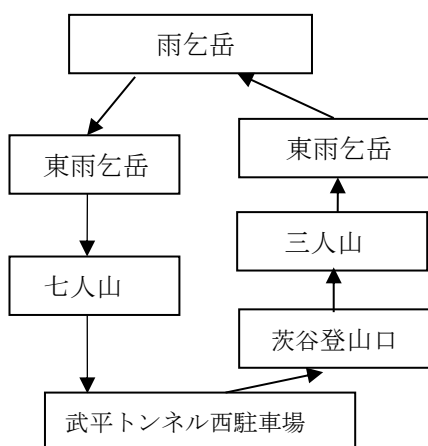 雨乞岳
東雨乞岳
東雨乞岳
三人山
七人山
茨谷登山口
武平トンネル西駐車場